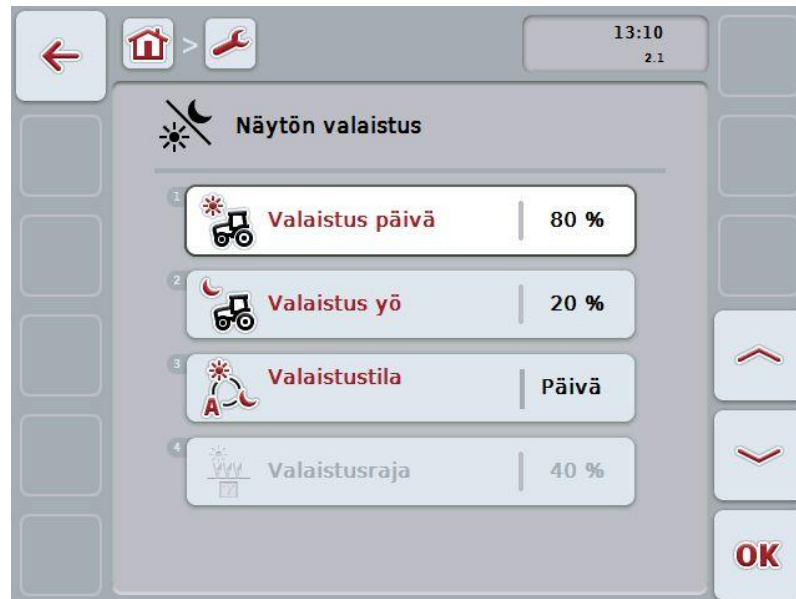 13:10
2.1
Näytön valaistus
1
Valaistus päivä 80 %
2
Valaistus yö 20 %
3
A
Valaistustila Päivä
4
Valaistusraja 40 %
OK